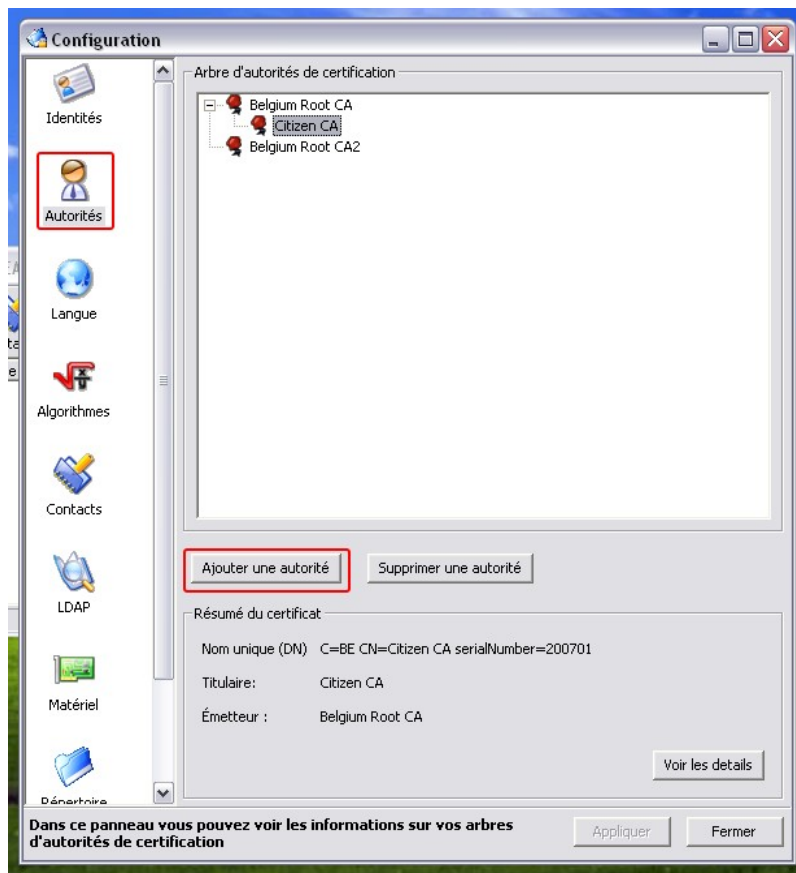 Configuration
Identités
Autorités
Langue
Algorithmes
Contacts
LDAP
Matériel
Répertoire
Arbre d'autorités de certification
Belgium Root CA
Citizen CA
Belgium Root CA2
Ajouter une autorité
Supprimer une autorité
Résumé du certificat
Nom unique (DN) C=BE CN=Citizen CA serialNumber=200701
Titulaire: Citizen CA
Émetteur : Belgium Root CA
Voir les details
Dans ce panneau vous pouvez voir les informations sur vos arbres
d'autorités de certification
Appliquer
Fermer